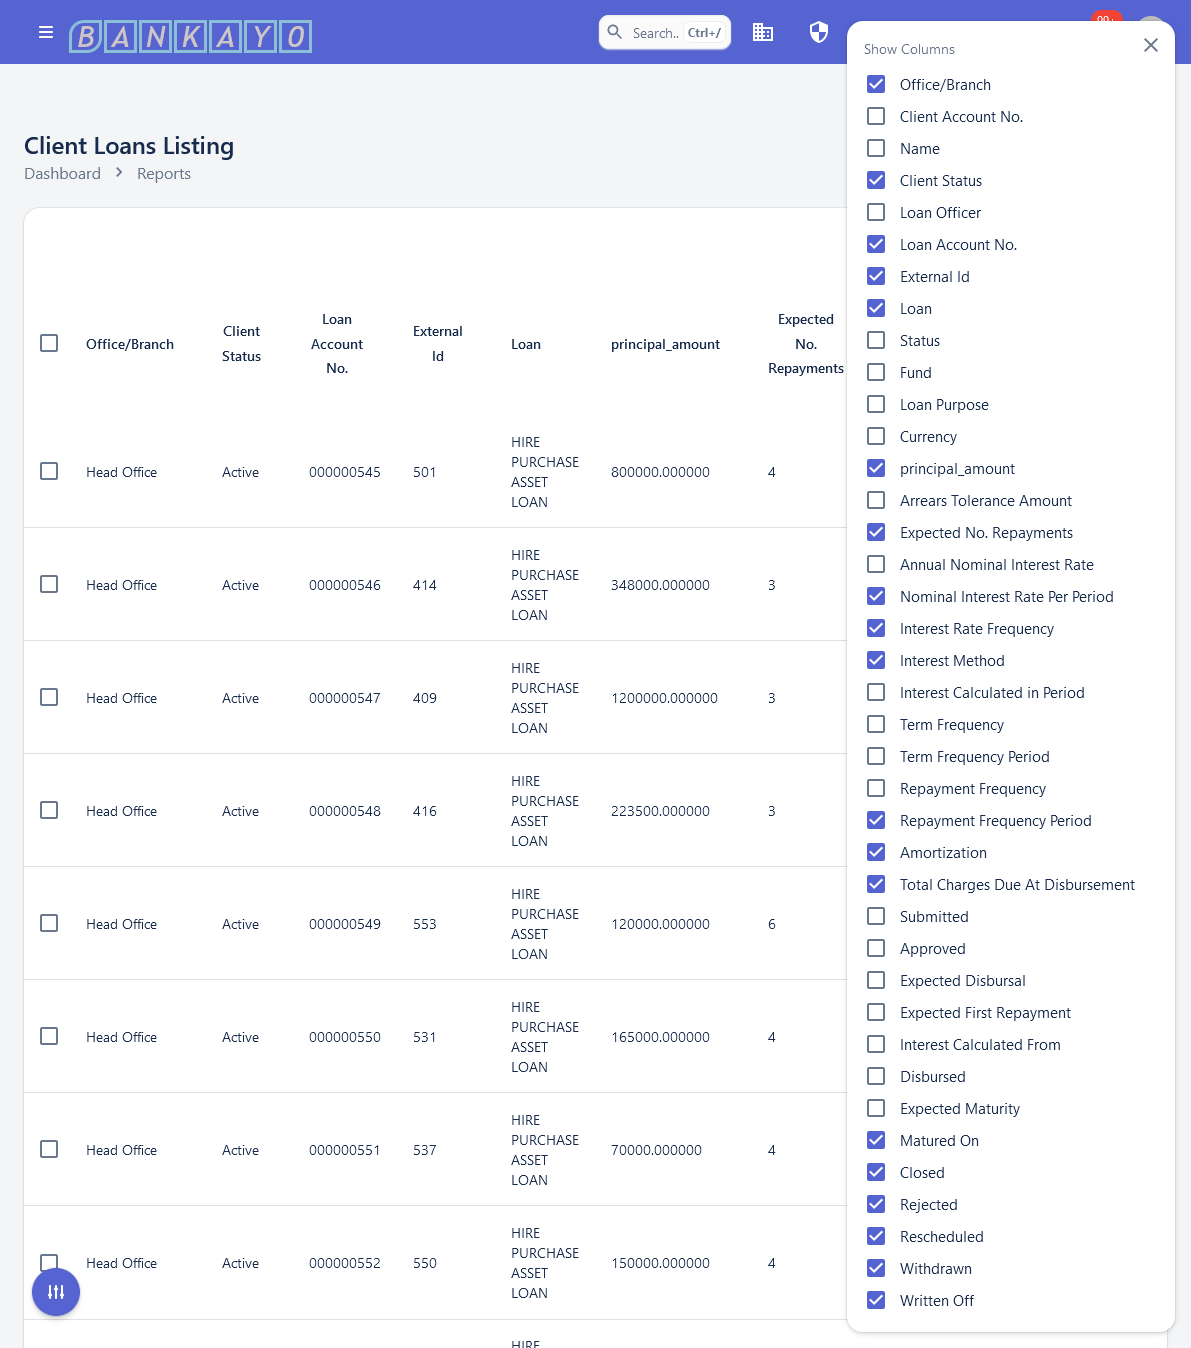 BANKAYO
Search.. Ctrl+/
99+
Show Columns
Office/Branch
Client Account No.
Name
Client Status
Loan Officer
Loan Account No.
External Id
Loan
Status
Fund
Loan Purpose
Currency
principal_amount
Arrears Tolerance Amount
Expected No. Repayments
Annual Nominal Interest Rate
Nominal Interest Rate Per Period
Interest Rate Frequency
Interest Method
Interest Calculated in Period
Term Frequency
Term Frequency Period
Repayment Frequency
Repayment Frequency Period
Amortization
Total Charges Due At Disbursement
Submitted
Approved
Expected Disbursal
Expected First Repayment
Interest Calculated From
Disbursed
Expected Maturity
Matured On
Closed
Rejected
Rescheduled
Withdrawn
Written Off
Client Loans Listing
Dashboard > Reports
Office/Branch
Client
Status
Loan
Account
No.
External
Id
Loan
principal_amount
Expected
No.
Repayments
Head Office Active 000000545 501 HIRE
PURCHASE
ASSET
LOAN 800000.000000 4
Head Office Active 000000546 414 HIRE
PURCHASE
ASSET
LOAN 348000.000000 3
Head Office Active 000000547 409 HIRE
PURCHASE
ASSET
LOAN 1200000.000000 3
Head Office Active 000000548 416 HIRE
PURCHASE
ASSET
LOAN 223500.000000 3
Head Office Active 000000549 553 HIRE
PURCHASE
ASSET
LOAN 120000.000000 6
Head Office Active 000000550 531 HIRE
PURCHASE
ASSET
LOAN 165000.000000 4
Head Office Active 000000551 537 HIRE
PURCHASE
ASSET
LOAN 70000.000000 4
Head Office Active 000000552 550 HIRE
PURCHASE
ASSET
LOAN 150000.000000 4
HIRE